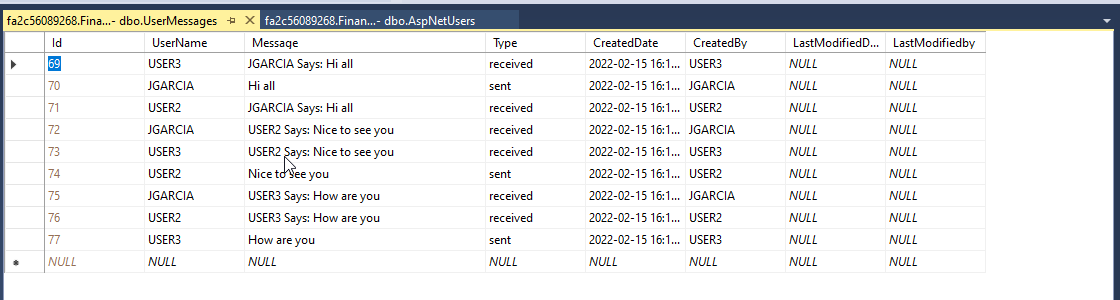 fa2c56089268.Fina...- dbo.UserMessages fa2c56089268.Finan...- dbo.AspNetUsers
Id UserName Message Type CreatedDate CreatedBy LastModifiedD... LastModifiedby
69 USER3 JGARCIA Says: Hi all received 2022-02-15 16:1... USER3 NULL NULL
70 JGARCIA Hi all sent 2022-02-15 16:1... JGARCIA NULL NULL
71 USER2 JGARCIA Says: Hi all received 2022-02-15 16:1... USER2 NULL NULL
72 JGARCIA USER2 Says: Nice to see you received 2022-02-15 16:1... JGARCIA NULL NULL
73 USER3 USER2 Says: Nice to see you received 2022-02-15 16:1... USER3 NULL NULL
74 USER2 Nice to see you sent 2022-02-15 16:1... USER2 NULL NULL
75 JGARCIA USER3 Says: How are you received 2022-02-15 16:1... JGARCIA NULL NULL
76 USER2 USER3 Says: How are you received 2022-02-15 16:1... USER2 NULL NULL
77 USER3 How are you sent 2022-02-15 16:1... USER3 NULL NULL
NULL NULL NULL NULL NULL NULL NULL NULL